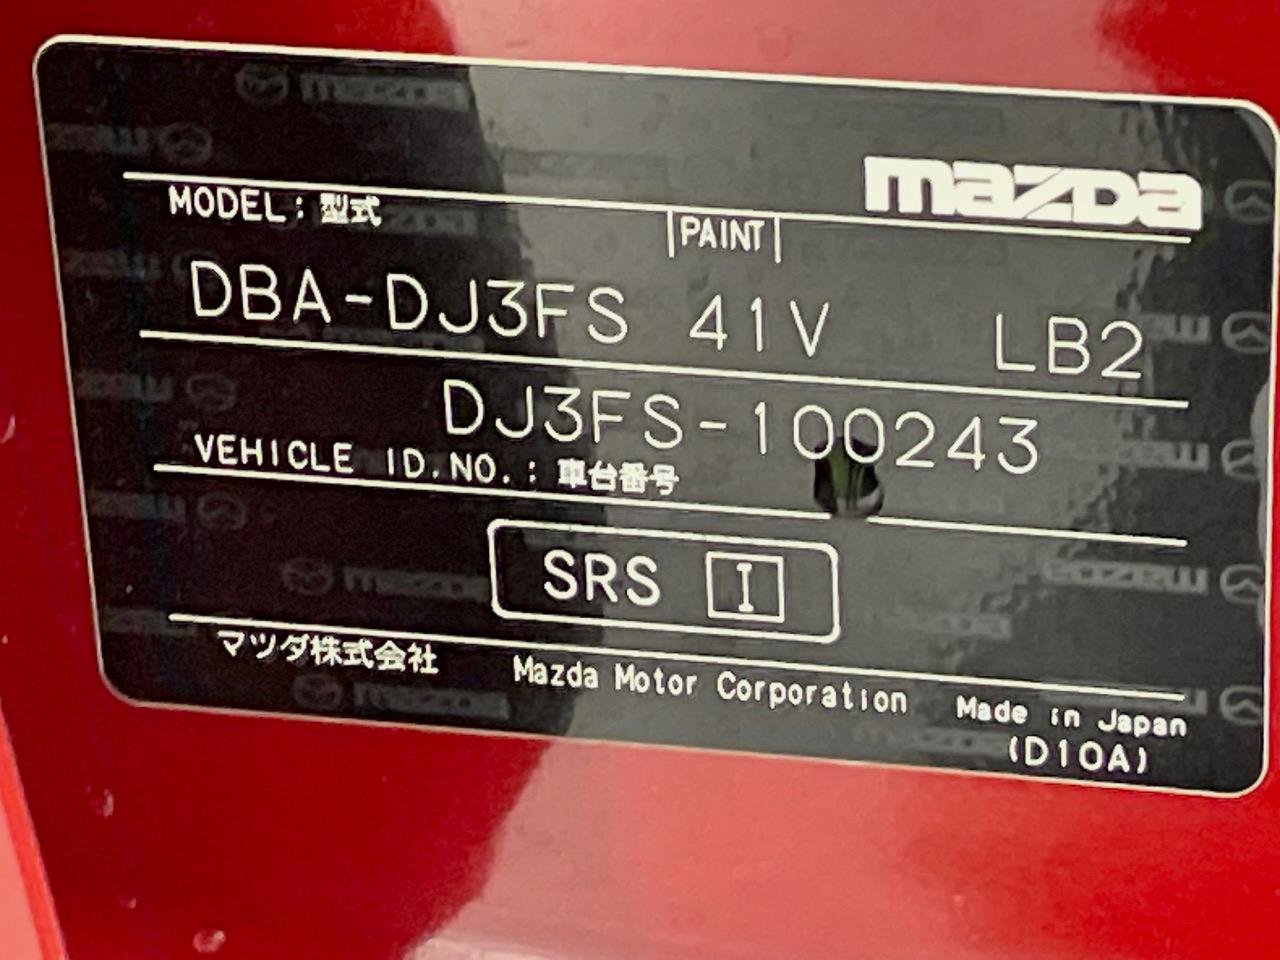 mazda
MODEL: 型式
PAINT
DBA-DJ3FS 41V LB2
DJ3FS-100243
VEHICLE ID.NO.: 車台番号
SRS I
マツダ株式会社 Mazda Motor Corporation Made in Japan
(D10A)